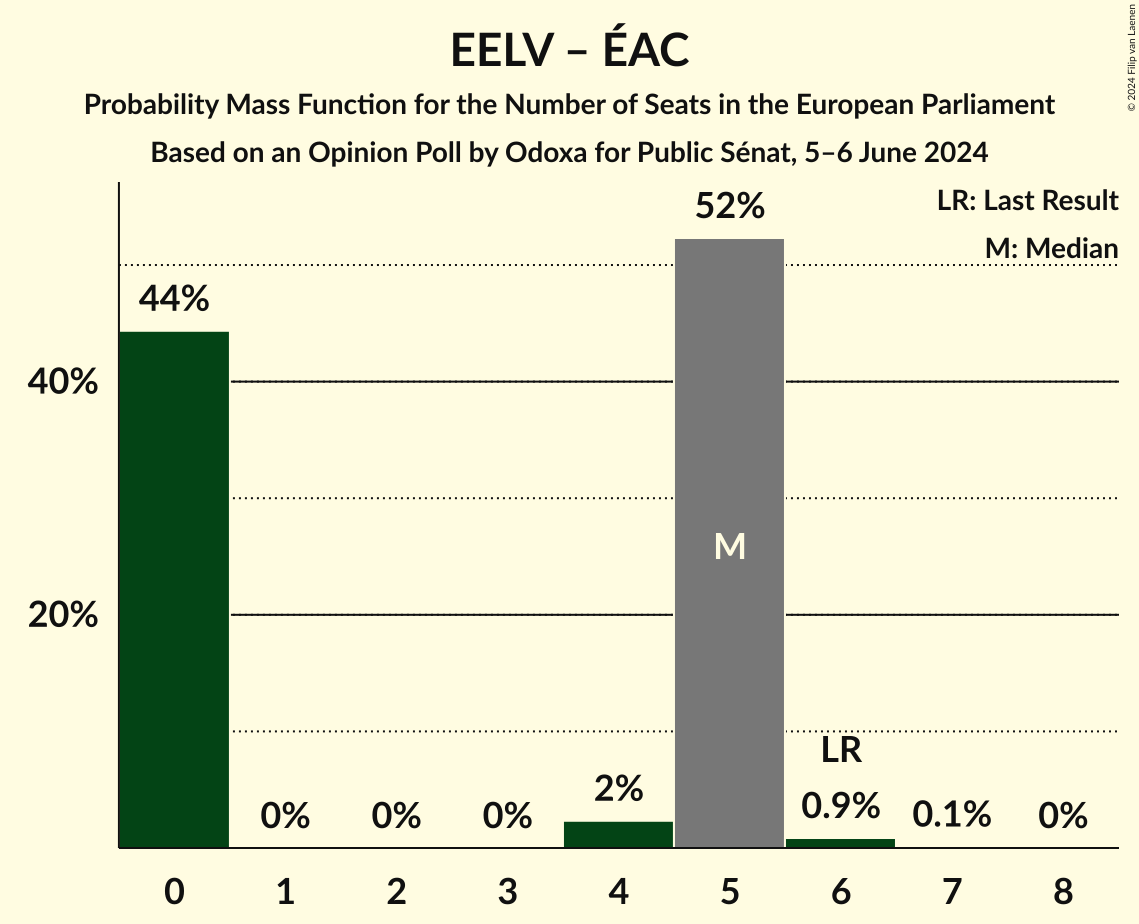 EELV – ÉAC
Probability Mass Function for the Number of Seats in the European Parliament
Based on an Opinion Poll by Odoxa for Public Sénat, 5–6 June 2024
© 2024 Filip van Laenen
LR: Last Result
M: Median
52%
44%
40%
M
20%
LR
2%
0.9%
0.1%
0%
0%
0%
0%
0 1 2 3 4 5 6 7 8